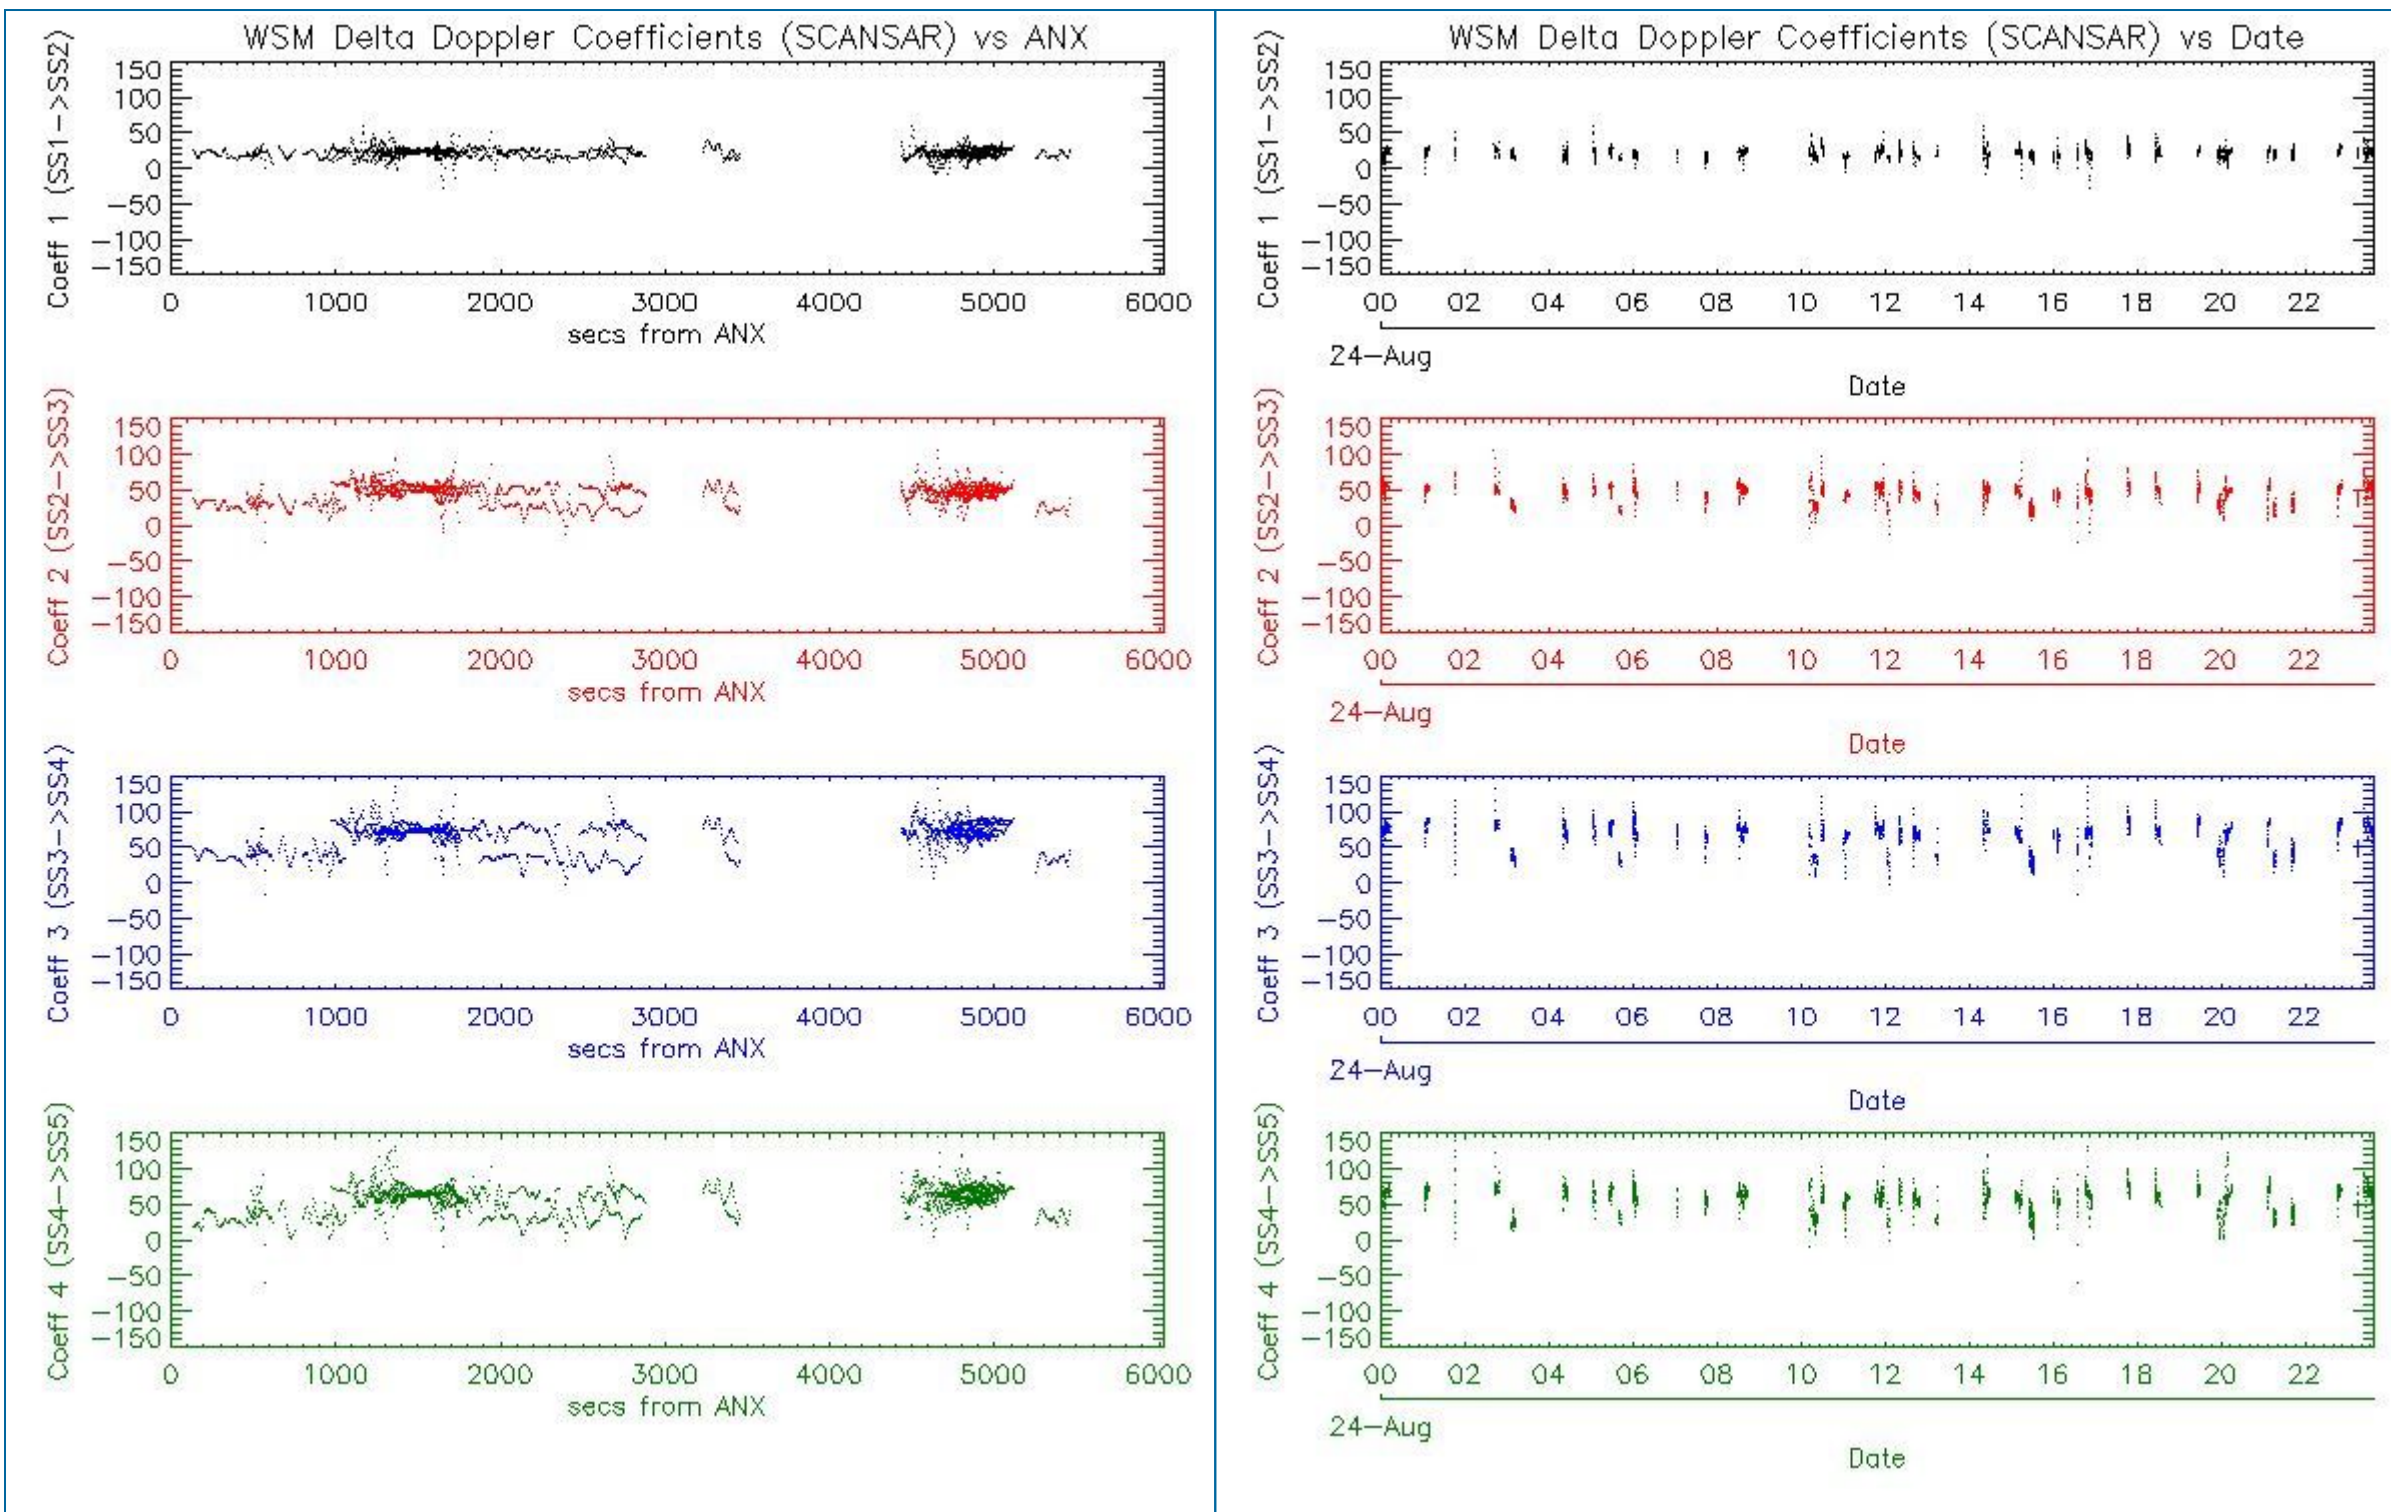 WSM Delta Doppler Coefficients (SCANSAR) vs ANX
Coeff 1 (SS1->SS2)
150
100
50
0
-50
-100
-150
0 1000 2000 3000 4000 5000 6000
secs from ANX
Coeff 2 (SS2->SS3)
150
100
50
0
-50
-100
-150
0 1000 2000 3000 4000 5000 6000
secs from ANX
Coeff 3 (SS3->SS4)
150
100
50
0
-50
-100
-150
0 1000 2000 3000 4000 5000 6000
secs from ANX
Coeff 4 (SS4->SS5)
150
100
50
0
-50
-100
-150
0 1000 2000 3000 4000 5000 6000
secs from ANX
WSM Delta Doppler Coefficients (SCANSAR) vs Date
Coeff 1 (SS1->SS2)
150
100
50
0
-50
-100
-150
00 02 04 06 08 10 12 14 16 18 20 22
24-Aug
Date
Coeff 2 (SS2->SS3)
150
100
50
0
-50
-100
-150
00 02 04 06 08 10 12 14 16 18 20 22
24-Aug
Date
Coeff 3 (SS3->SS4)
150
100
50
0
-50
-100
-150
00 02 04 06 08 10 12 14 16 18 20 22
24-Aug
Date
Coeff 4 (SS4->SS5)
150
100
50
0
-50
-100
-150
00 02 04 06 08 10 12 14 16 18 20 22
24-Aug
Date